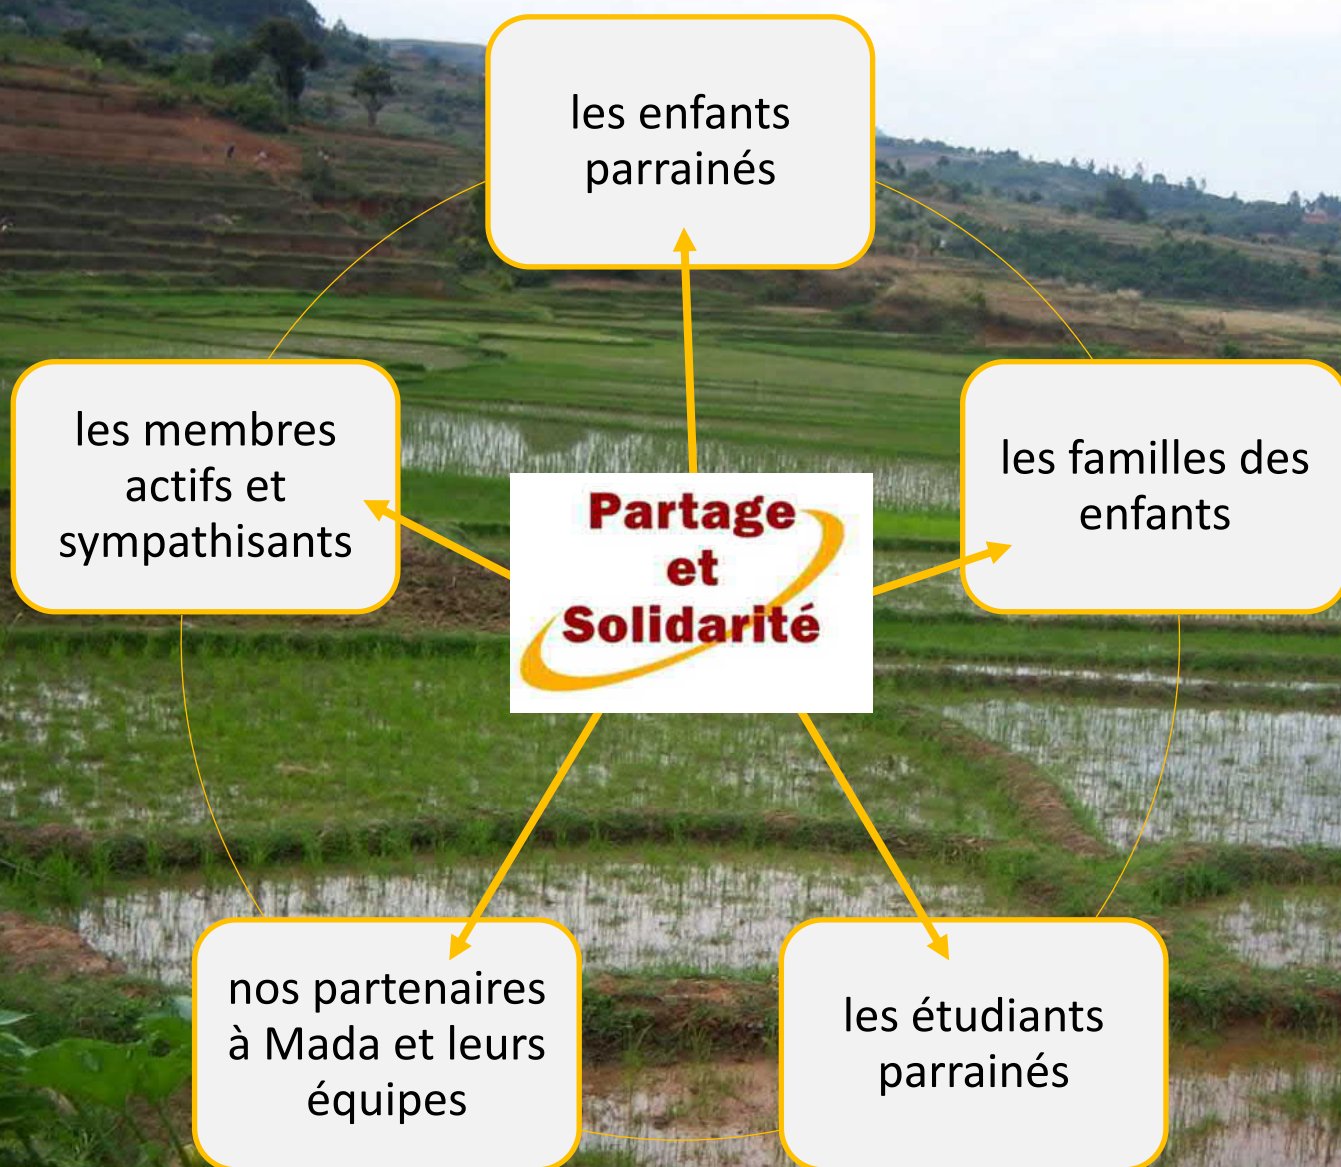 les enfants
parrainés
les membres
actifs et
sympathisants
les familles des
enfants
Partage
et
Solidarité
nos partenaires
à Mada et leurs
équipes
les étudiants
parrainés